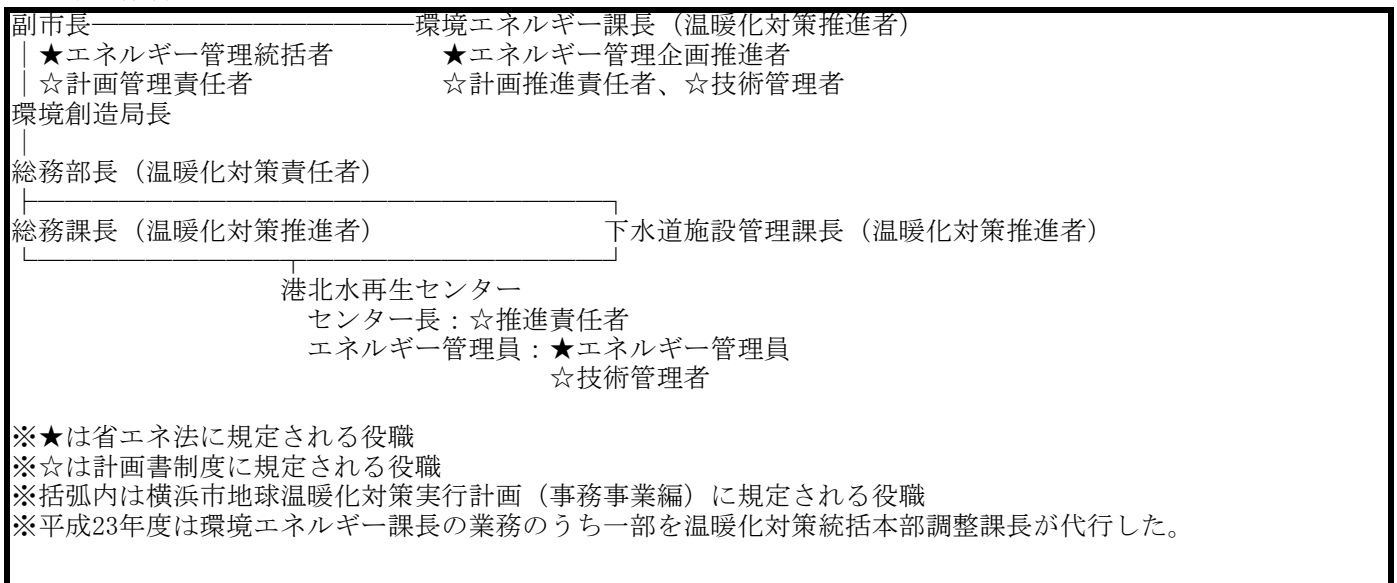 副市長――――――――――――環境エネルギー課長（温暖化対策推進者）
｜★エネルギー管理統括者　　　　★エネルギー管理企画推進者
｜☆計画管理責任者　　　　　　　☆計画推進責任者、☆技術管理者
環境創造局長
｜
総務部長（温暖化対策責任者）
├―――――――――――――――――――――┐
総務課長（温暖化対策推進者）　　　　　　　　　下水道施設管理課長（温暖化対策推進者）
└――――――――――┬――――――――――┘
港北水再生センター
センター長：☆推進責任者
エネルギー管理員：★エネルギー管理員
☆技術管理者
※★は省エネ法に規定される役職
※☆は計画書制度に規定される役職
※括弧内は横浜市地球温暖化対策実行計画（事務事業編）に規定される役職
※平成23年度は環境エネルギー課長の業務のうち一部を温暖化対策統括本部調整課長が代行した。